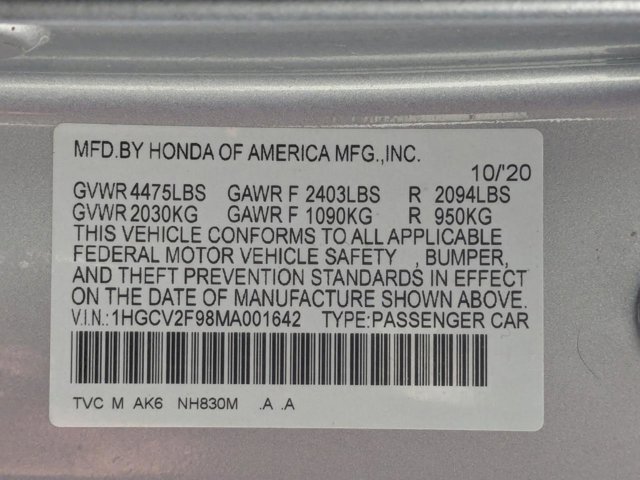 MFD.BY HONDA OF AMERICA MFG.,INC.
10/'20
GVWR 4475LBS GAWR F 2403LBS R 2094LBS
GVWR 2030KG GAWR F 1090KG R 950KG
THIS VEHICLE CONFORMS TO ALL APPLICABLE
FEDERAL MOTOR VEHICLE SAFETY , BUMPER,
AND THEFT PREVENTION STANDARDS IN EFFECT
ON THE DATE OF MANUFACTURE SHOWN ABOVE.
V.I.N.:1HGCV2F98MA001642 TYPE:PASSENGER CAR
TVC M AK6 NH830M .A .A